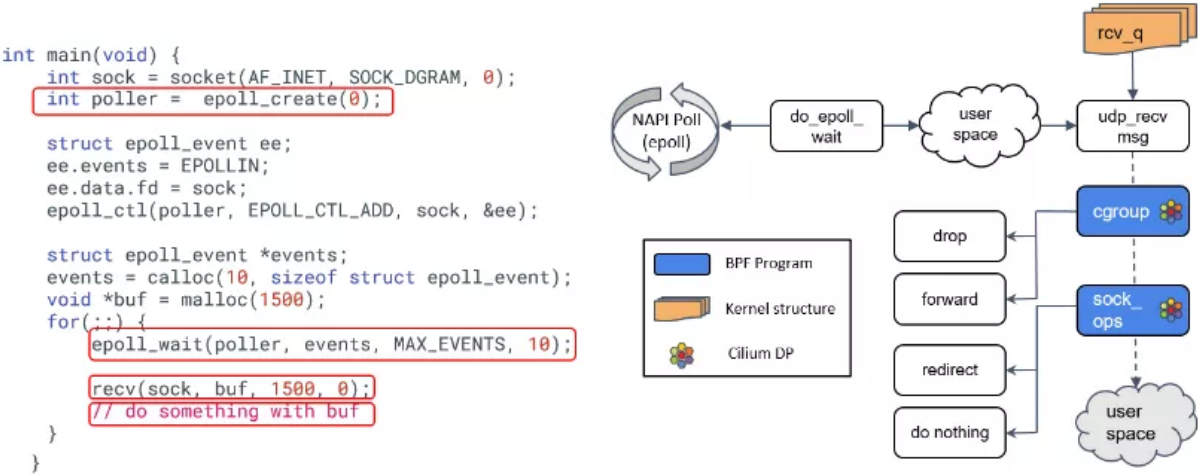 int main(void) {
int sock = socket(AF_INET, SOCK_DGRAM, 0);
int poller = epoll_create(0);
struct epoll_event ee;
ee.events = EPOLLIN;
ee.data.fd = sock;
epoll_ctl(poller, EPOLL_CTL_ADD, sock, &ee);
struct epoll_event *events;
events = calloc(10, sizeof struct epoll_event);
void *buf = malloc(1500);
for(;;) {
epoll_wait(poller, events, MAX_EVENTS, 10);
recv(sock, buf, 1500, 0);
// do something with buf
}
}
rcv_q
NAPI Poll
(epoll)
do_epoll_
wait
user
space
udp_recv
msg
cgroup
drop
forward
sock_
ops
redirect
do nothing
user
space
BPF Program
Kernel structure
Cilium DP